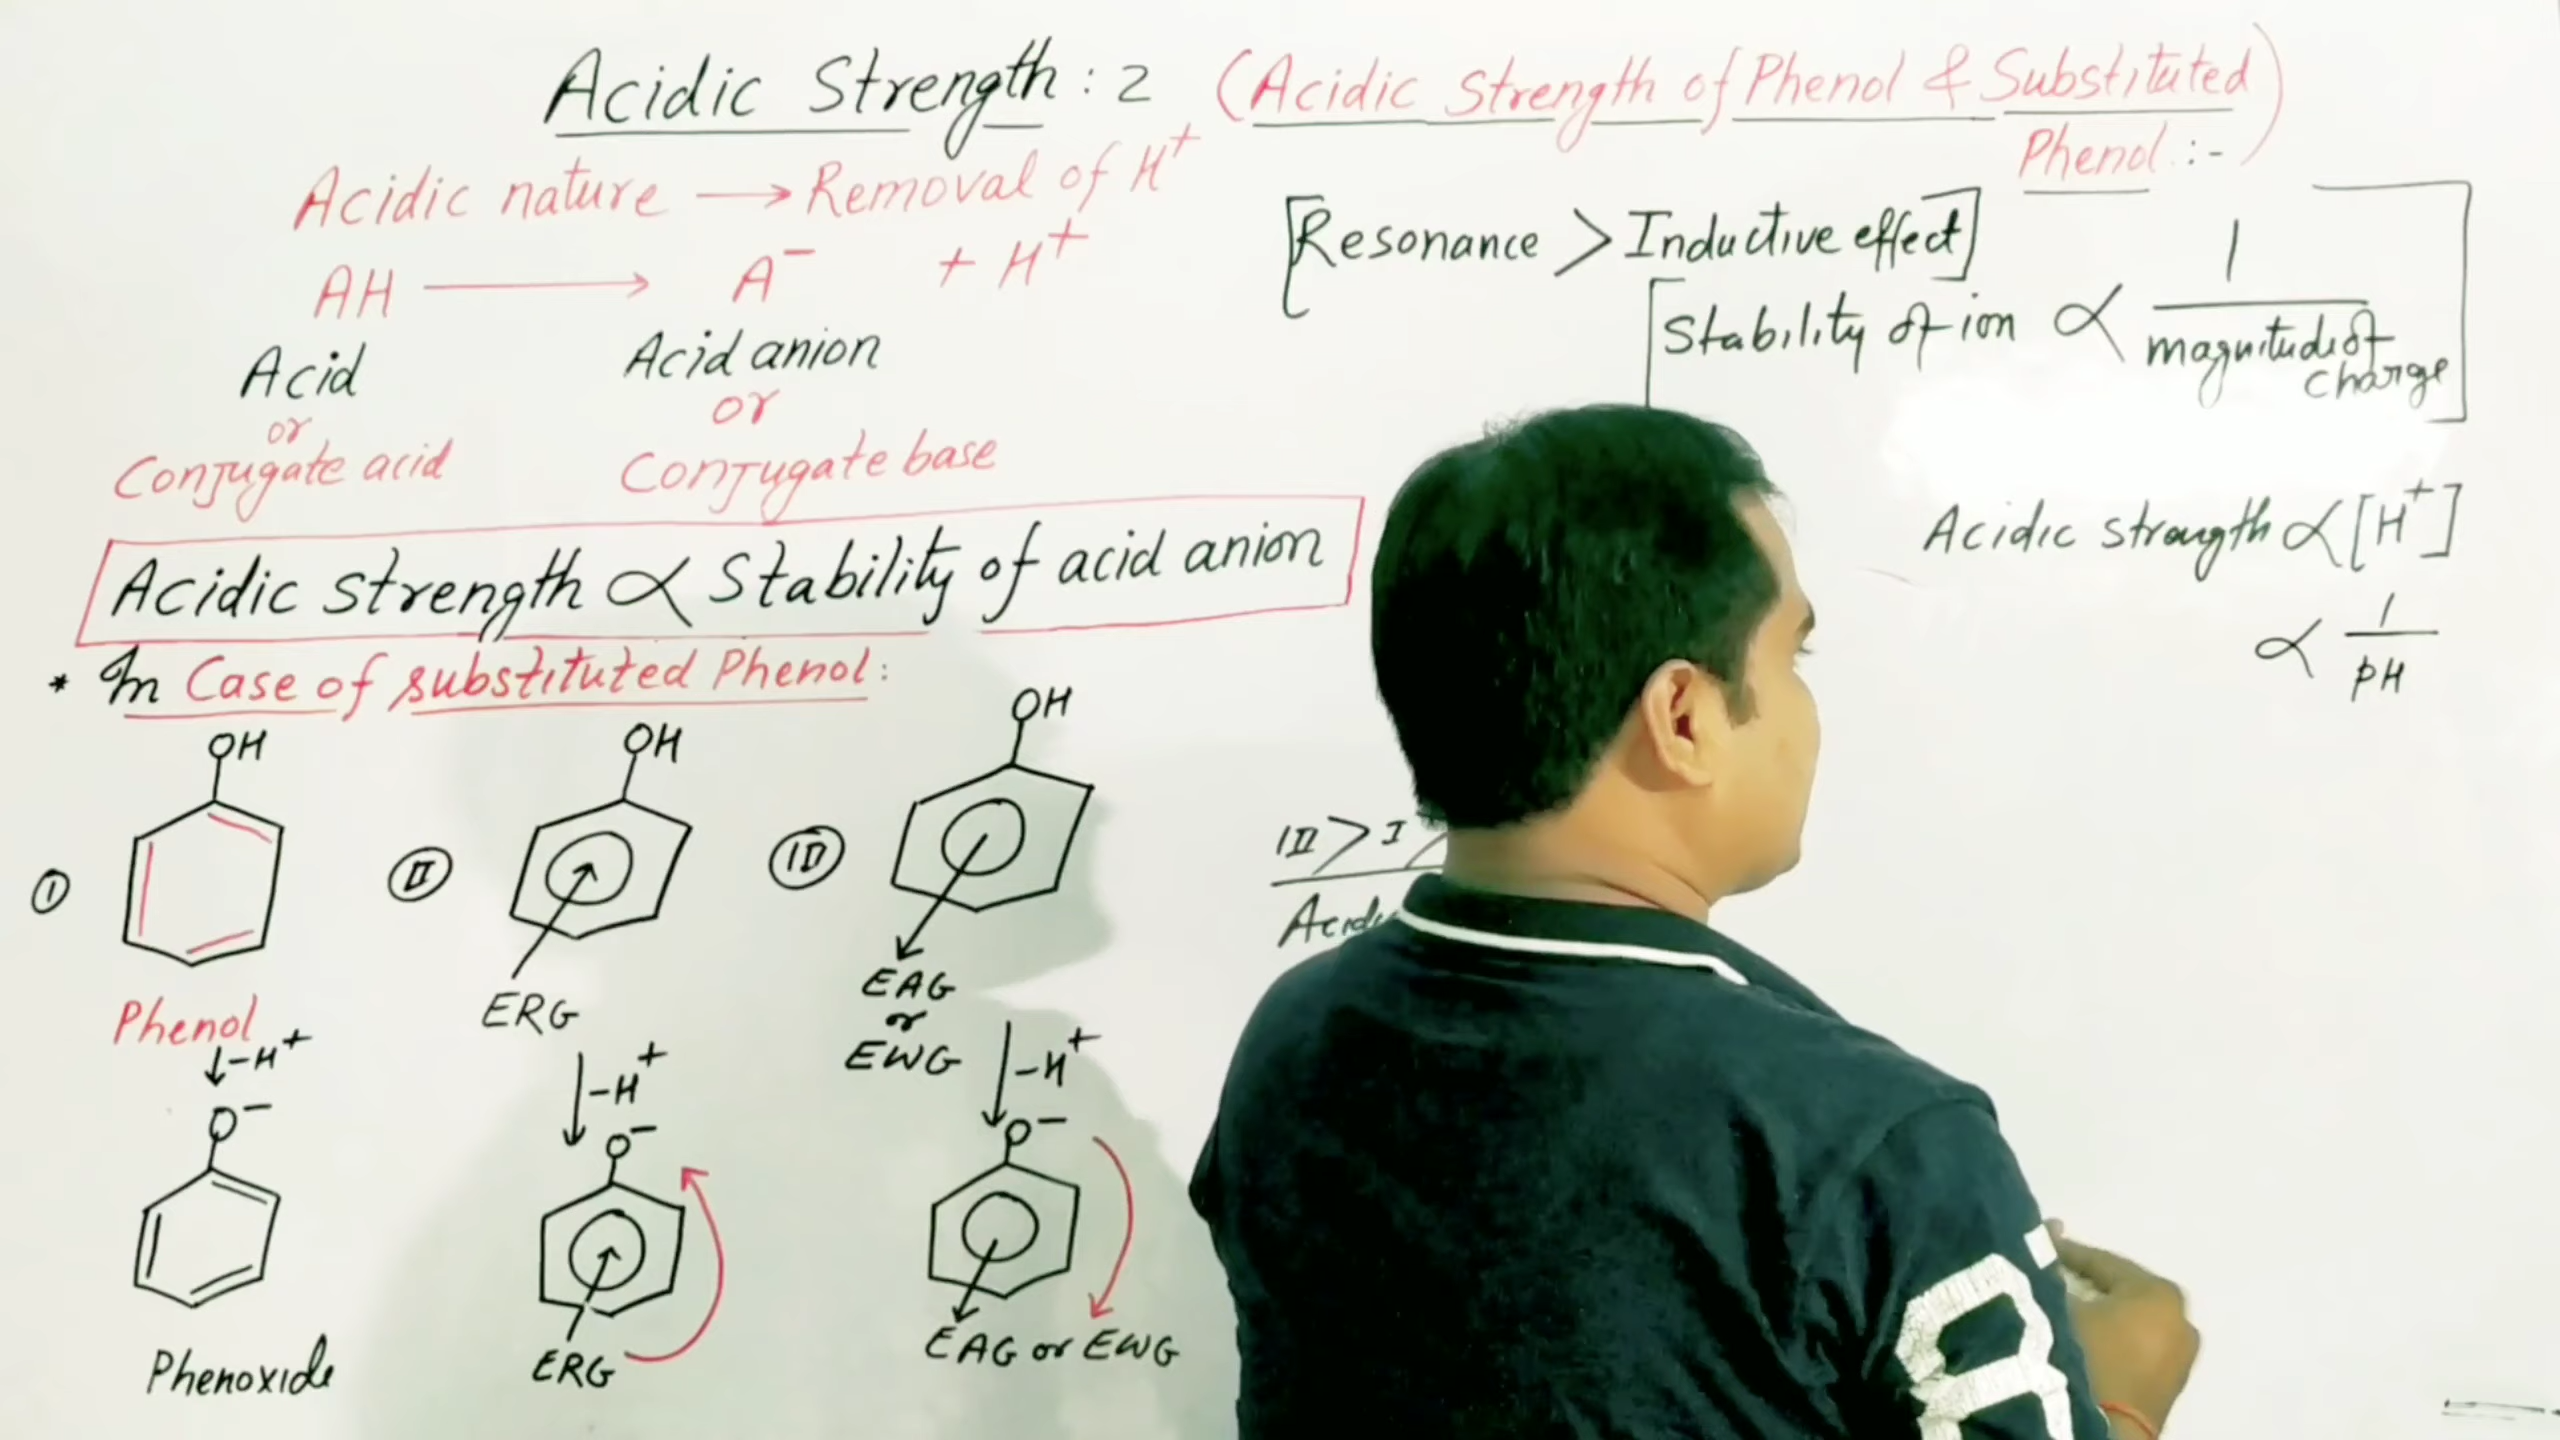 Acidic Strength : 2 (Acidic Strength of Phenol & Substituted
Phenol :-)
Acidic nature → Removal of H⁺
AH → A⁻ + H⁺
Acid
or
Conjugate acid
Acid anion
or
Conjugate base
[Resonance > Inductive effect]
[Stability of ion ∝ 1 / magnitude of charge]
Acidic strength ∝ Stability of acid anion
Acidic strength ∝ [H⁺]
∝ 1 / pH
* In Case of substituted Phenol:
I
OH
Phenol
↓ -H⁺
O⁻
Phenoxide
II
OH
ERG
↓ -H⁺
O⁻
ERG
III
OH
EAG
or
EWG
↓ -H⁺
O⁻
EAG or EWG
III > I >